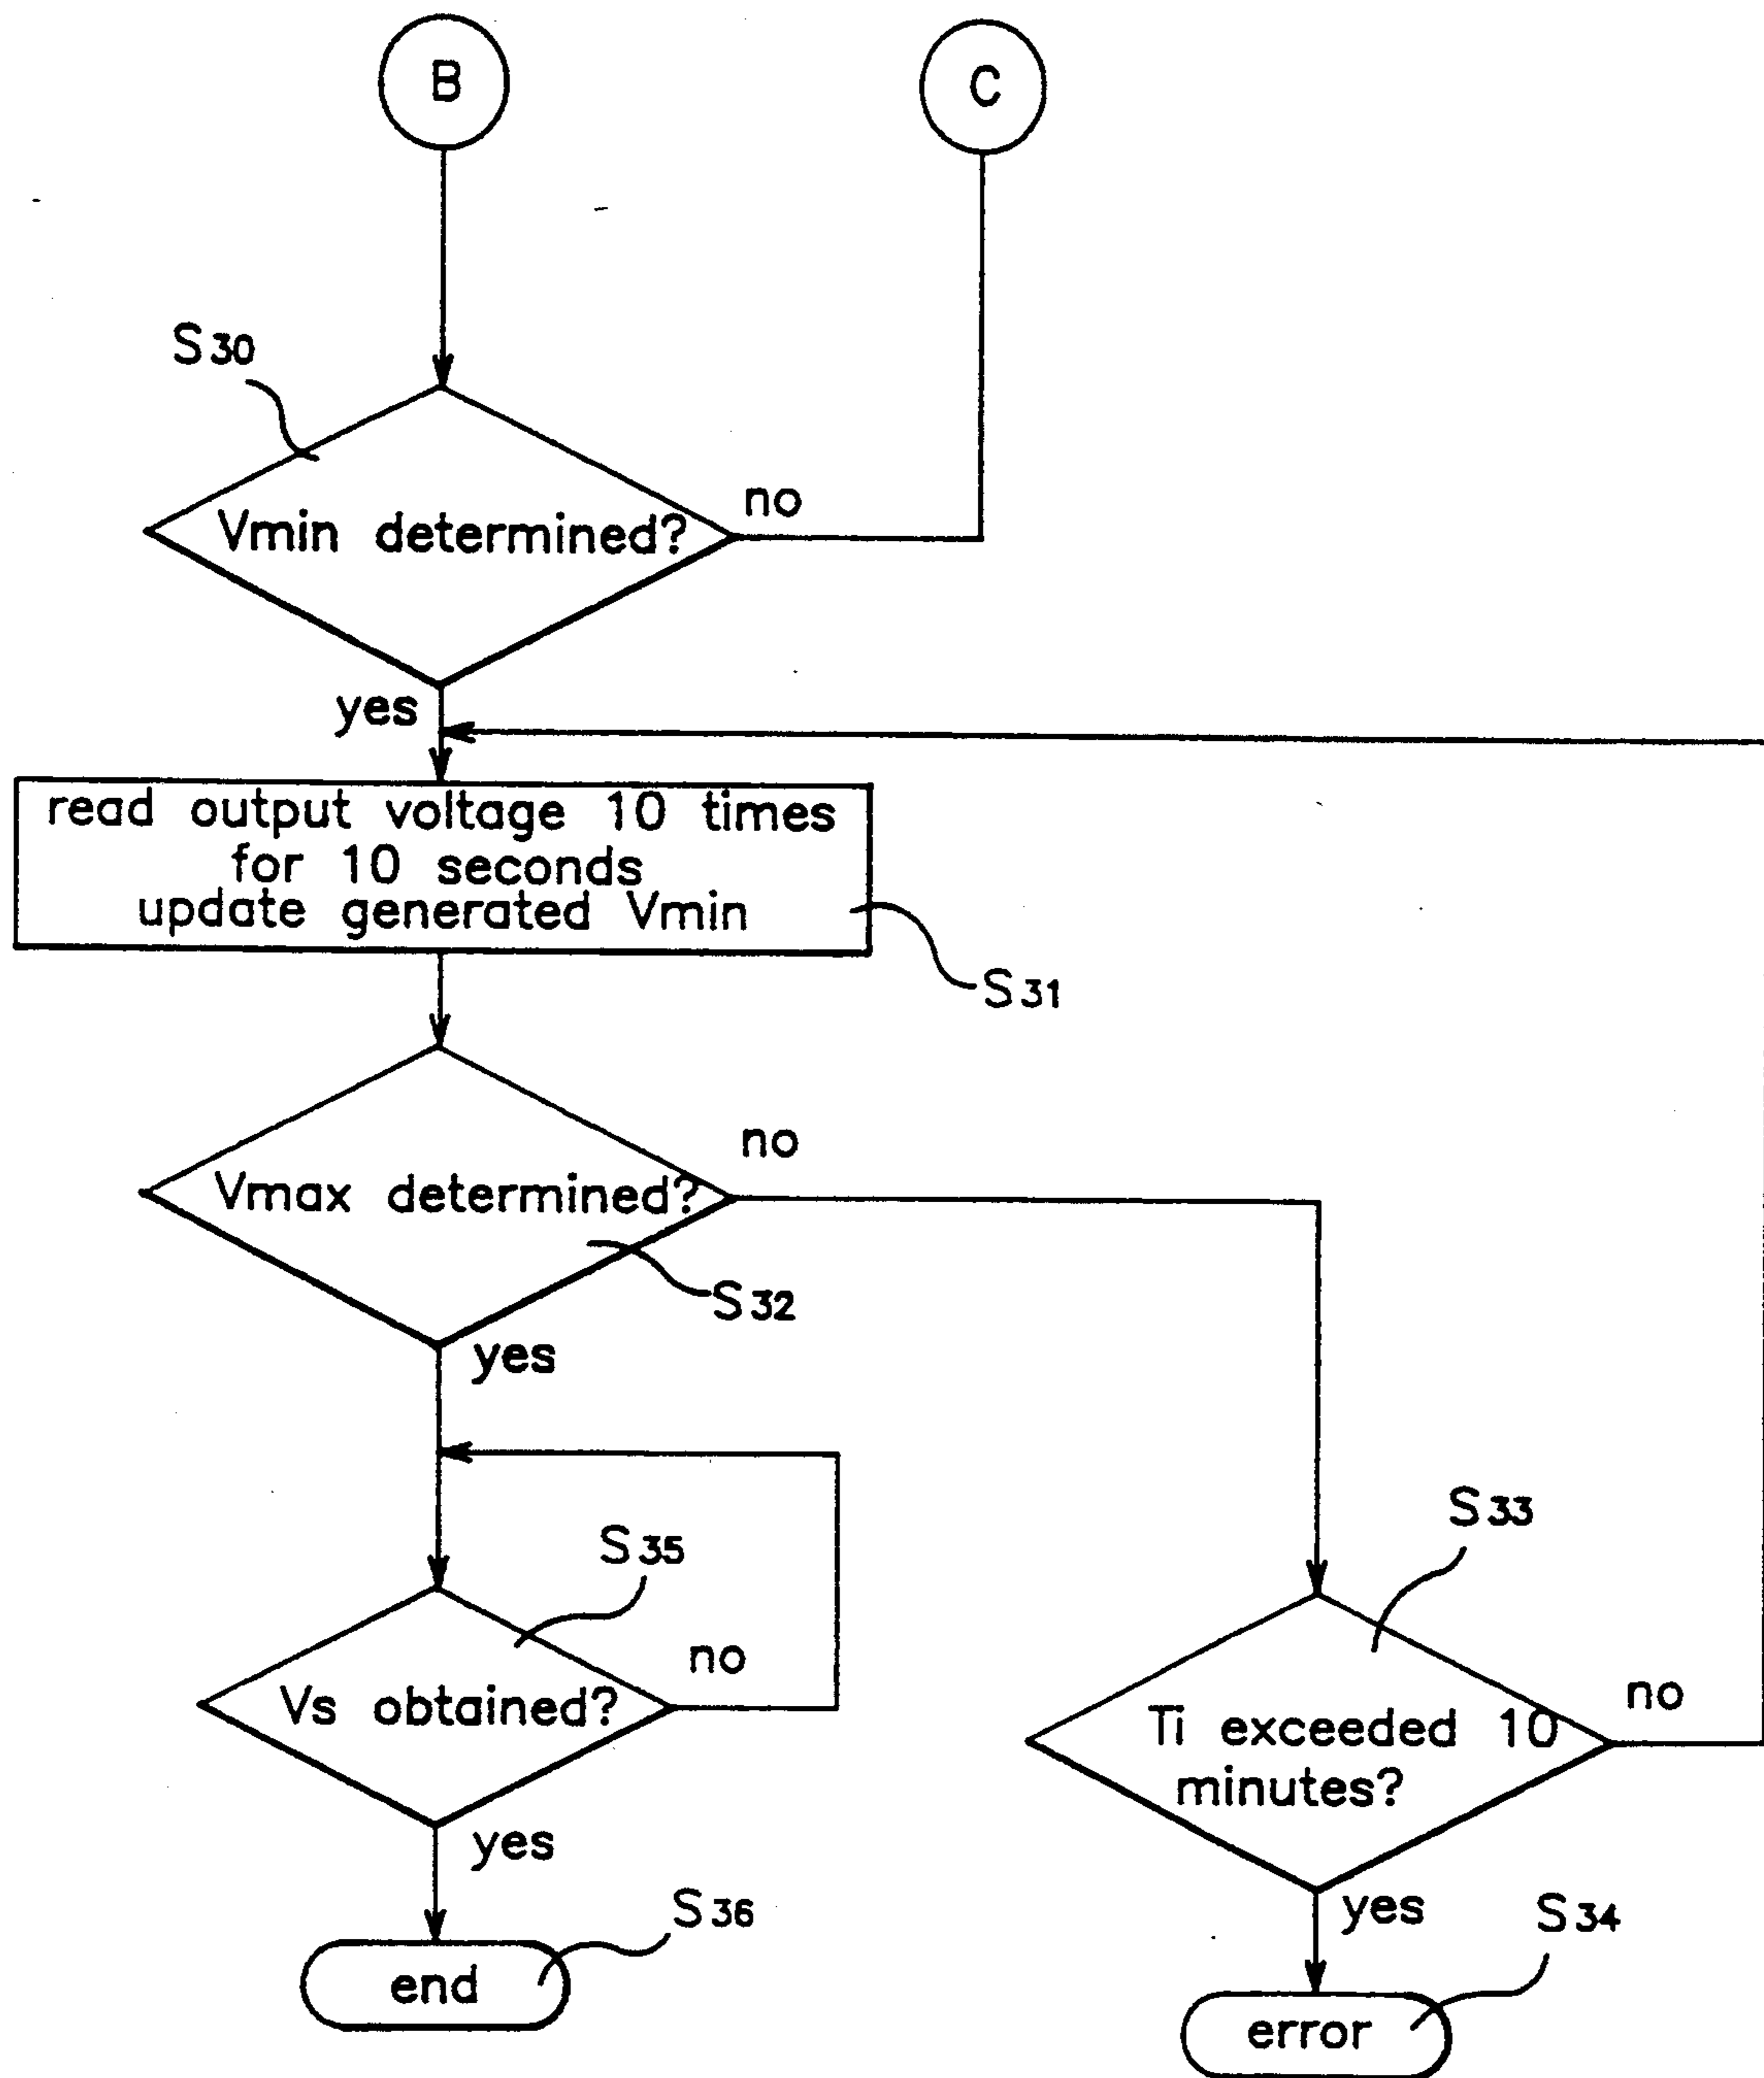 B
C
S30
Vmin determined?
no
yes
read output voltage 10 times
for 10 seconds
update generated Vmin
S31
Vmax determined?
no
S32
yes
S35
Vs obtained?
no
yes
S36
end
S33
Ti exceeded 10
minutes?
no
yes
S34
error